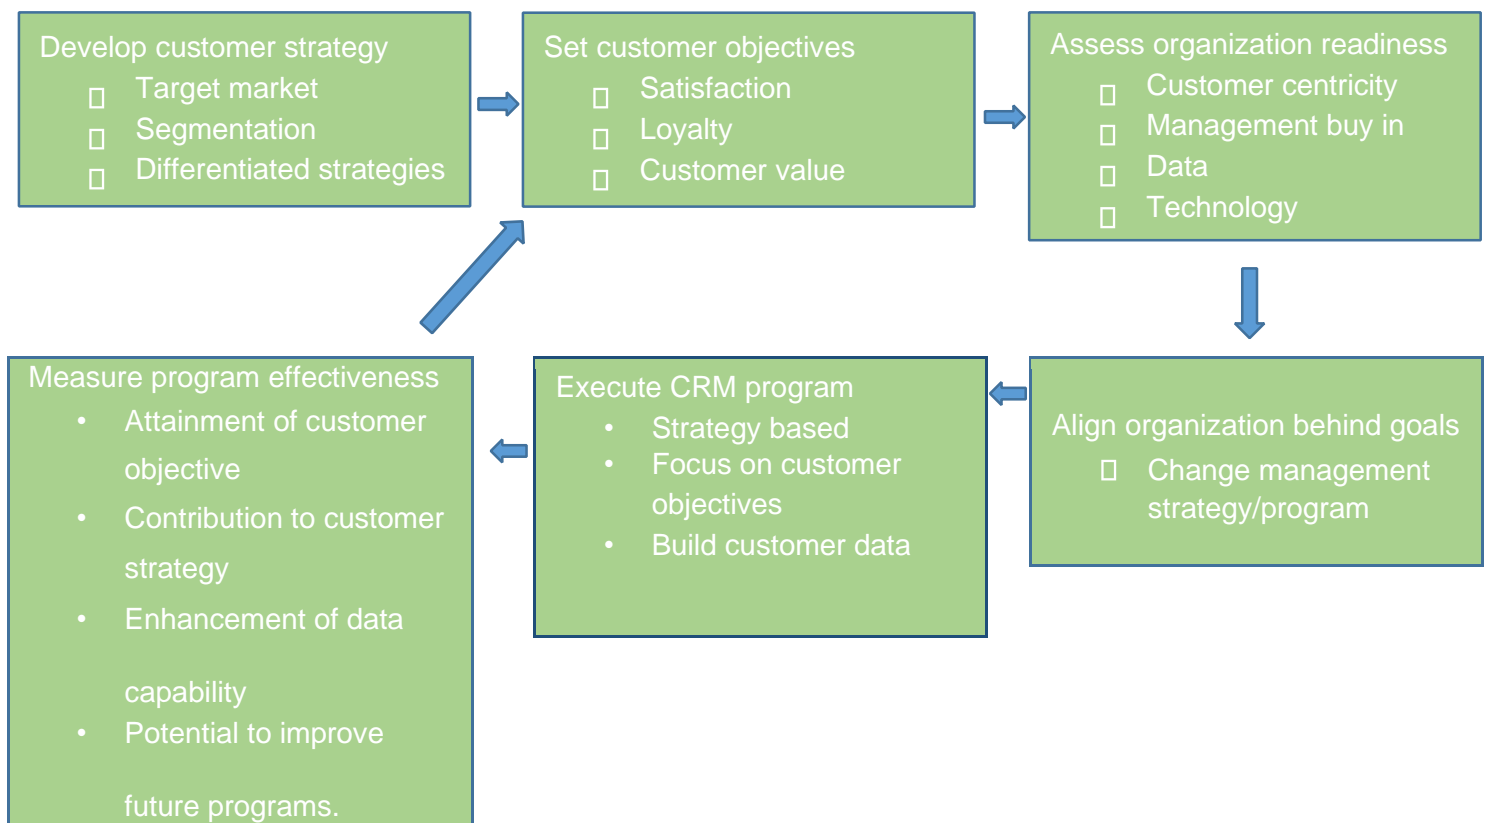 Develop customer strategy
Target market
Segmentation
Differentiated strategies
Set customer objectives
Satisfaction
Loyalty
Customer value
Assess organization readiness
Customer centricity
Management buy in
Data
Technology
Measure program effectiveness
• Attainment of customer
objective
• Contribution to customer
strategy
• Enhancement of data
capability
• Potential to improve
future programs.
Execute CRM program
• Strategy based
• Focus on customer
objectives
• Build customer data
Align organization behind goals
Change management
strategy/program